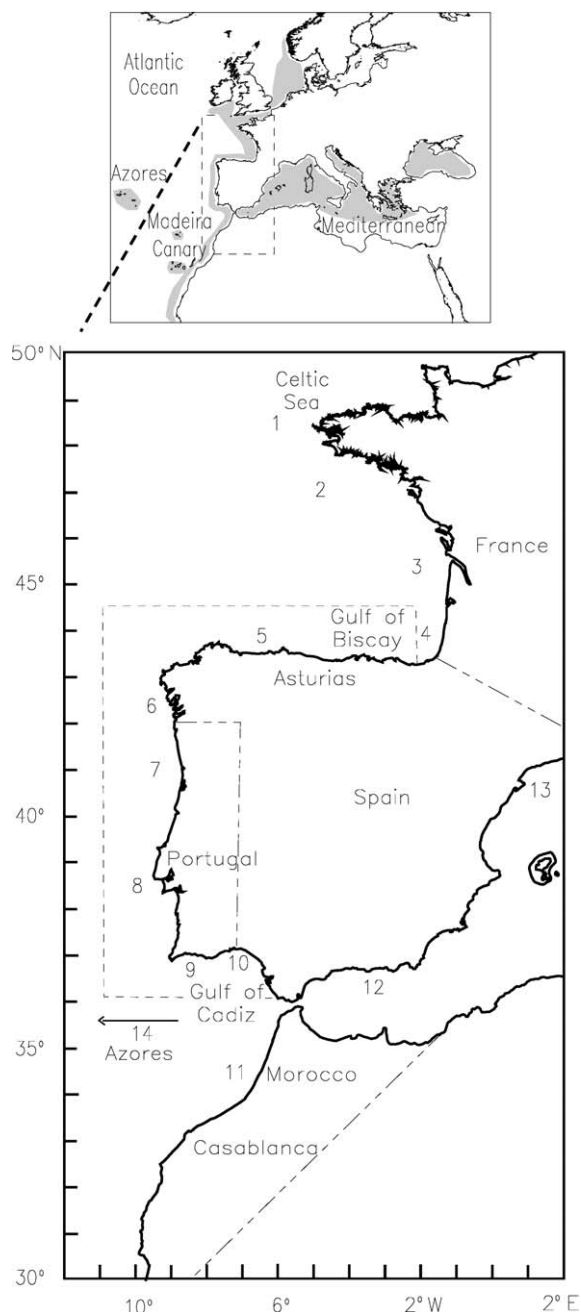 Atlantic
Ocean
Azores
Madeira
Canary
Mediterranean
50° N
Celtic
Sea
1
2
3
France
45°
Gulf of
Biscay
4
5
Asturias
6
7
Spain
13
40°
Portugal
8
9
10
12
Gulf of
Cadiz
14
Azores
35°
11
Morocco
Casablanca
30°
10°
6°
2° W
2° E